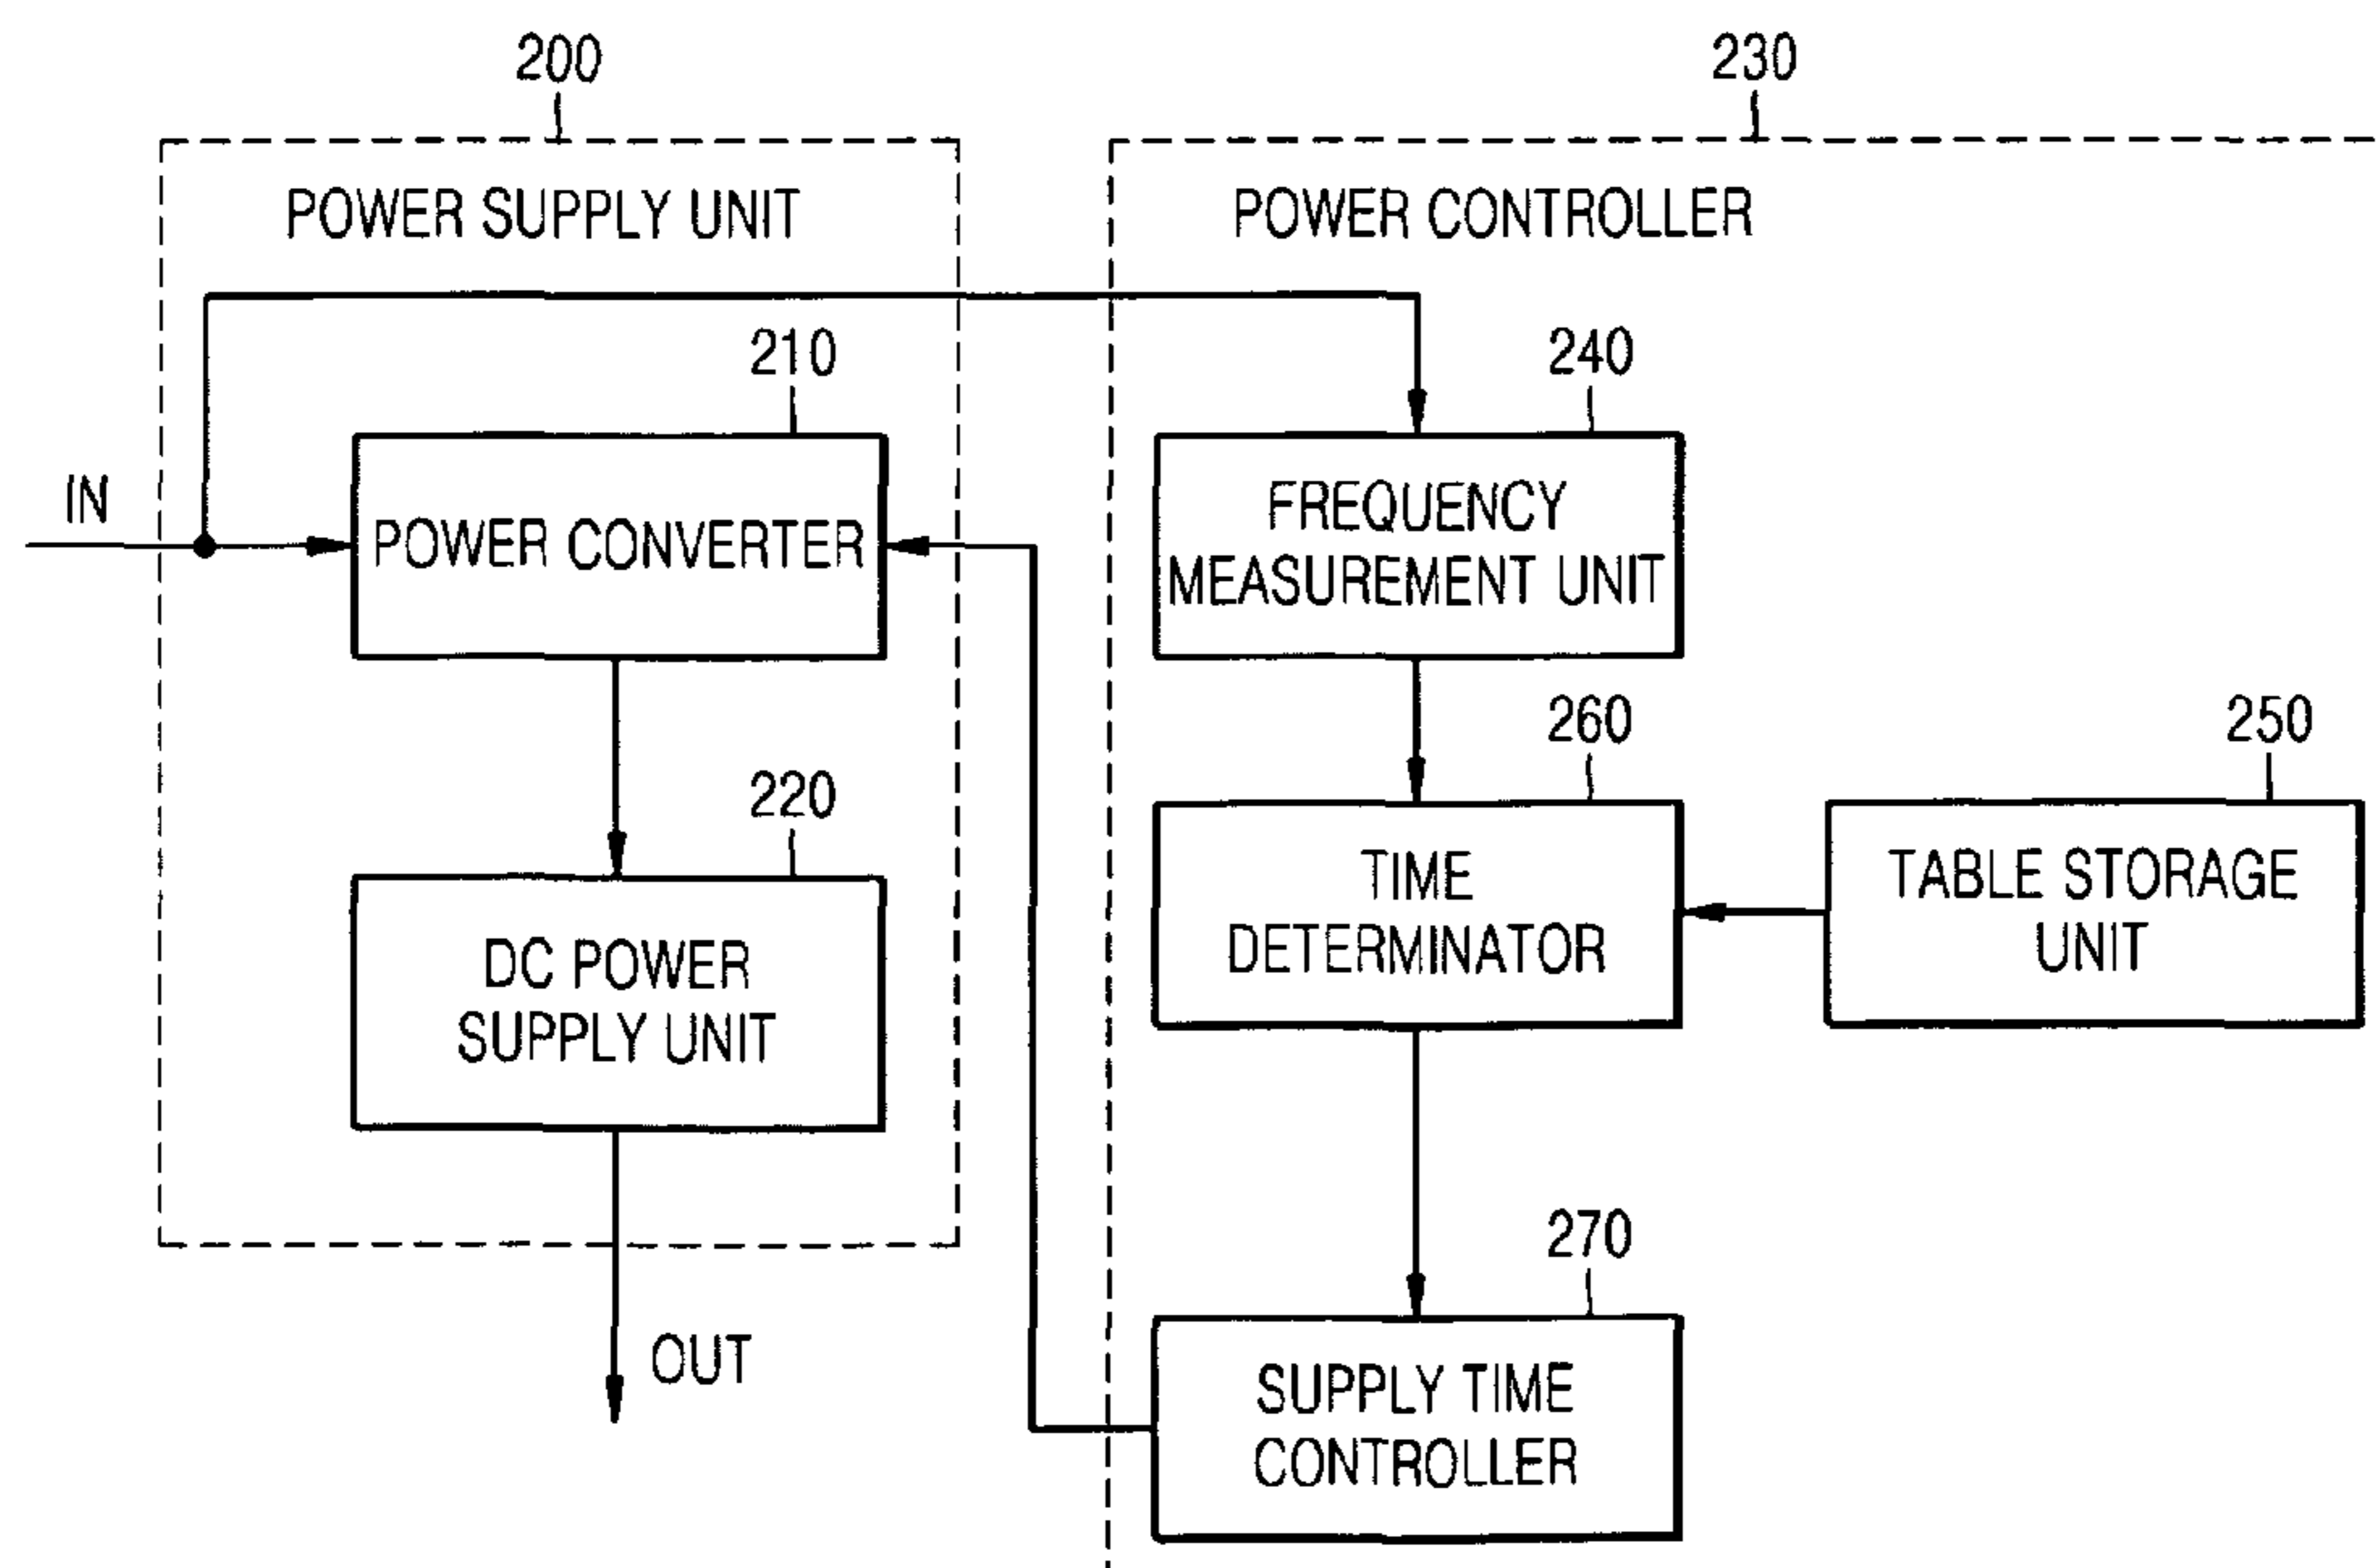 200
230
POWER SUPPLY UNIT
POWER CONTROLLER
210
240
IN
POWER CONVERTER
FREQUENCY
MEASUREMENT UNIT
260
250
220
TIME
DETERMINATOR
TABLE STORAGE
UNIT
DC POWER
SUPPLY UNIT
270
OUT
SUPPLY TIME
CONTROLLER